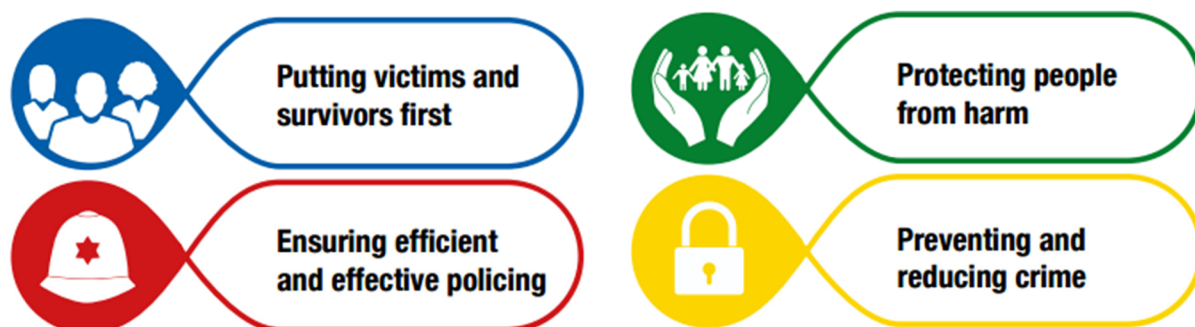 Putting victims and
survivors first
Protecting people
from harm
Ensuring efficient
and effective policing
Preventing and
reducing crime